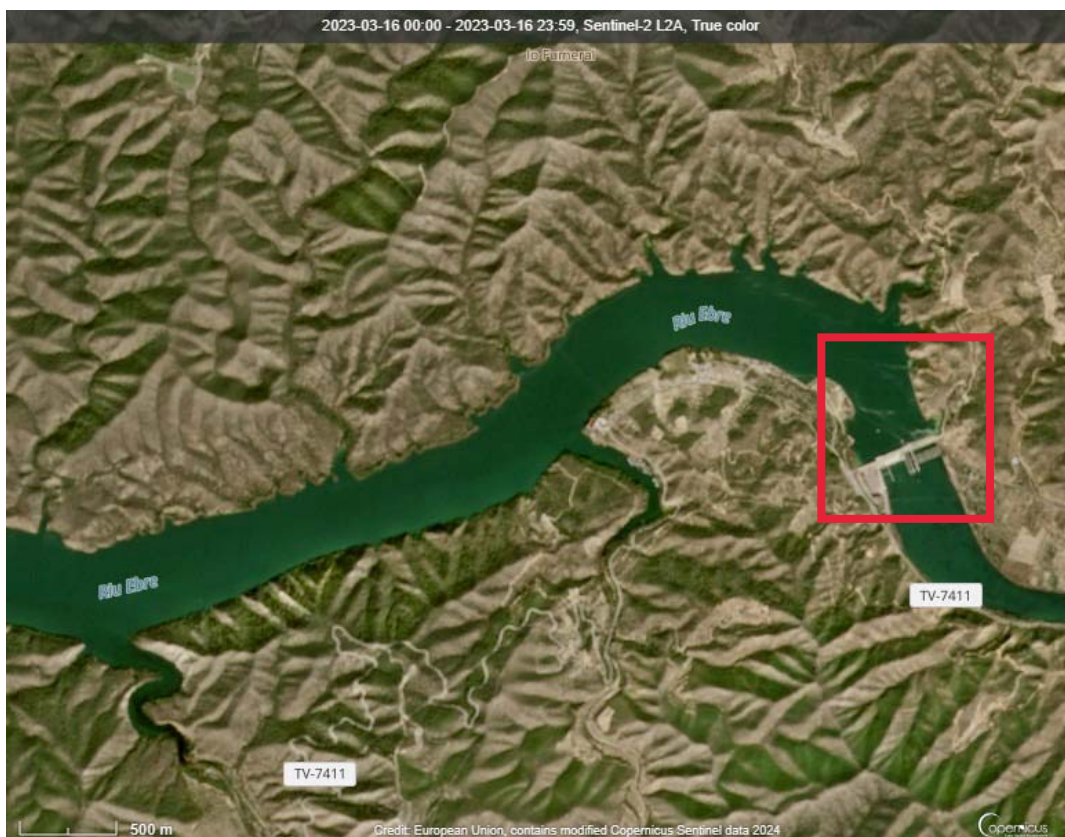 2023-03-16 00:00 - 2023-03-16 23:59, Sentinel-2 L2A, True color
lo Fumeral
Riu Ebre
Riu Ebre
TV-7411
TV-7411
500 m
Credit: European Union, contains modified Copernicus Sentinel data 2024
Copernicus